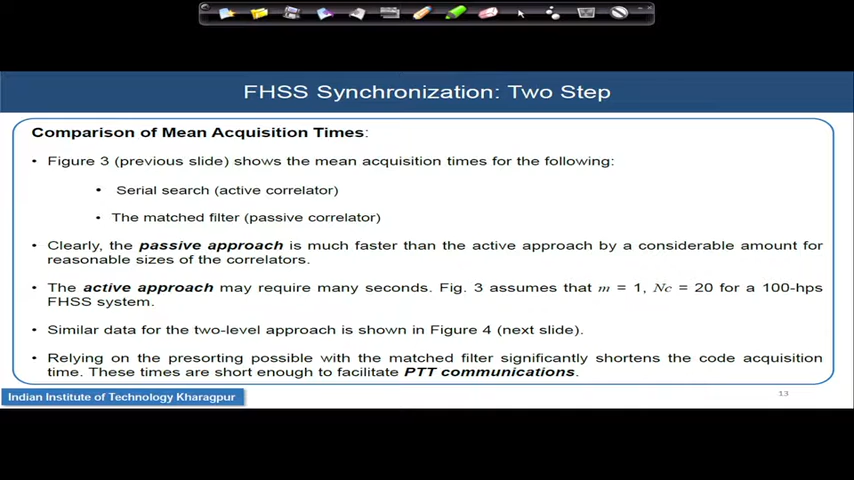 FHSS Synchronization: Two Step
Comparison of Mean Acquisition Times:
• Figure 3 (previous slide) shows the mean acquisition times for the following:
• Serial search (active correlator)
• The matched filter (passive correlator)
• Clearly, the passive approach is much faster than the active approach by a considerable amount for
reasonable sizes of the correlators.
• The active approach may require many seconds. Fig. 3 assumes that m = 1, Nc = 20 for a 100-hps
FHSS system.
• Similar data for the two-level approach is shown in Figure 4 (next slide).
• Relying on the presorting possible with the matched filter significantly shortens the code acquisition
time. These times are short enough to facilitate PTT communications.
Indian Institute of Technology Kharagpur
13